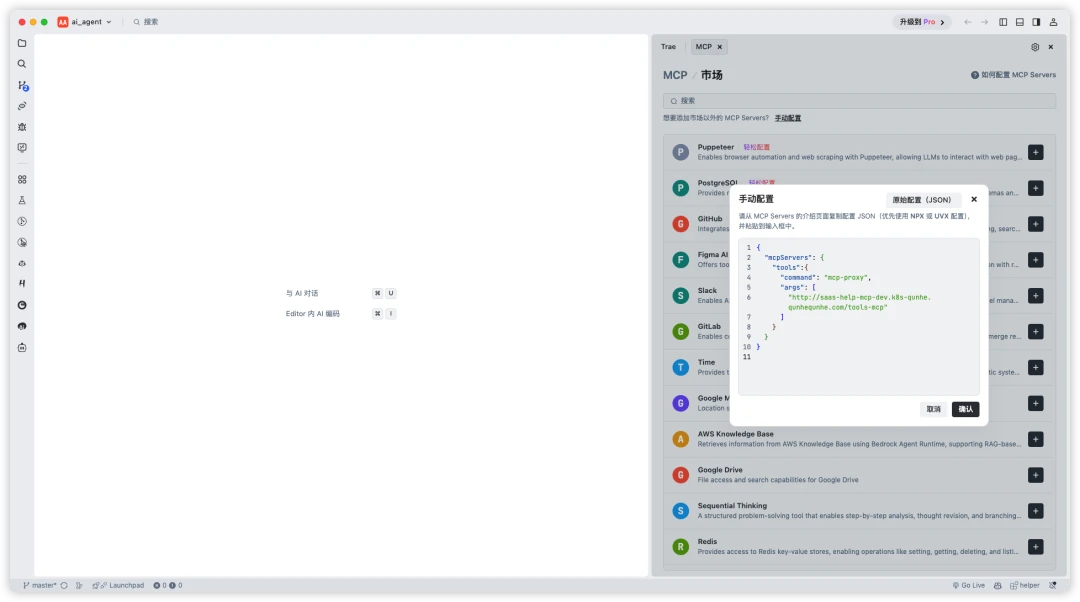 AA ai_agent
搜索
升级到 Pro
2
与 AI 对话 ⌘ U
Editor 内 AI 编码 ⌘ I
Trae MCP
MCP / 市场
如何配置 MCP Servers
搜索
想要添加市场以外的 MCP Servers? 手动配置
P Puppeteer 轻松配置
Enables browser automation and web scraping with Puppeteer, allowing LLMs to interact with web pag...
P PostgreSQL 轻松配置
G GitHub
F Figma AI
S Slack
G GitLab
T Time
G Google M
Location s
A AWS Knowledge Base
Retrieves information from AWS Knowledge Base using Bedrock Agent Runtime, supporting RAG-base...
G Google Drive
File access and search capabilities for Google Drive
S Sequential Thinking
A structured problem-solving tool that enables step-by-step analysis, thought revision, and branching...
R Redis
Provides access to Redis key-value stores, enabling operations like setting, getting, deleting, and listi...
手动配置 原始配置（JSON）
请从 MCP Servers 的介绍页面复制配置 JSON（优先使用 NPX 或 UVX 配置），
并粘贴到输入框中。
1 {
2 "mcpServers": {
3 "tools":{
4 "command": "mcp-proxy",
5 "args": [
6 "http://saas-help-mcp-dev.k8s-qunhe.
qunhequnhe.com/tools-mcp"
7 ]
8 }
9 }
10 }
11
取消 确认
master* Launchpad 0 0
Go Live helper